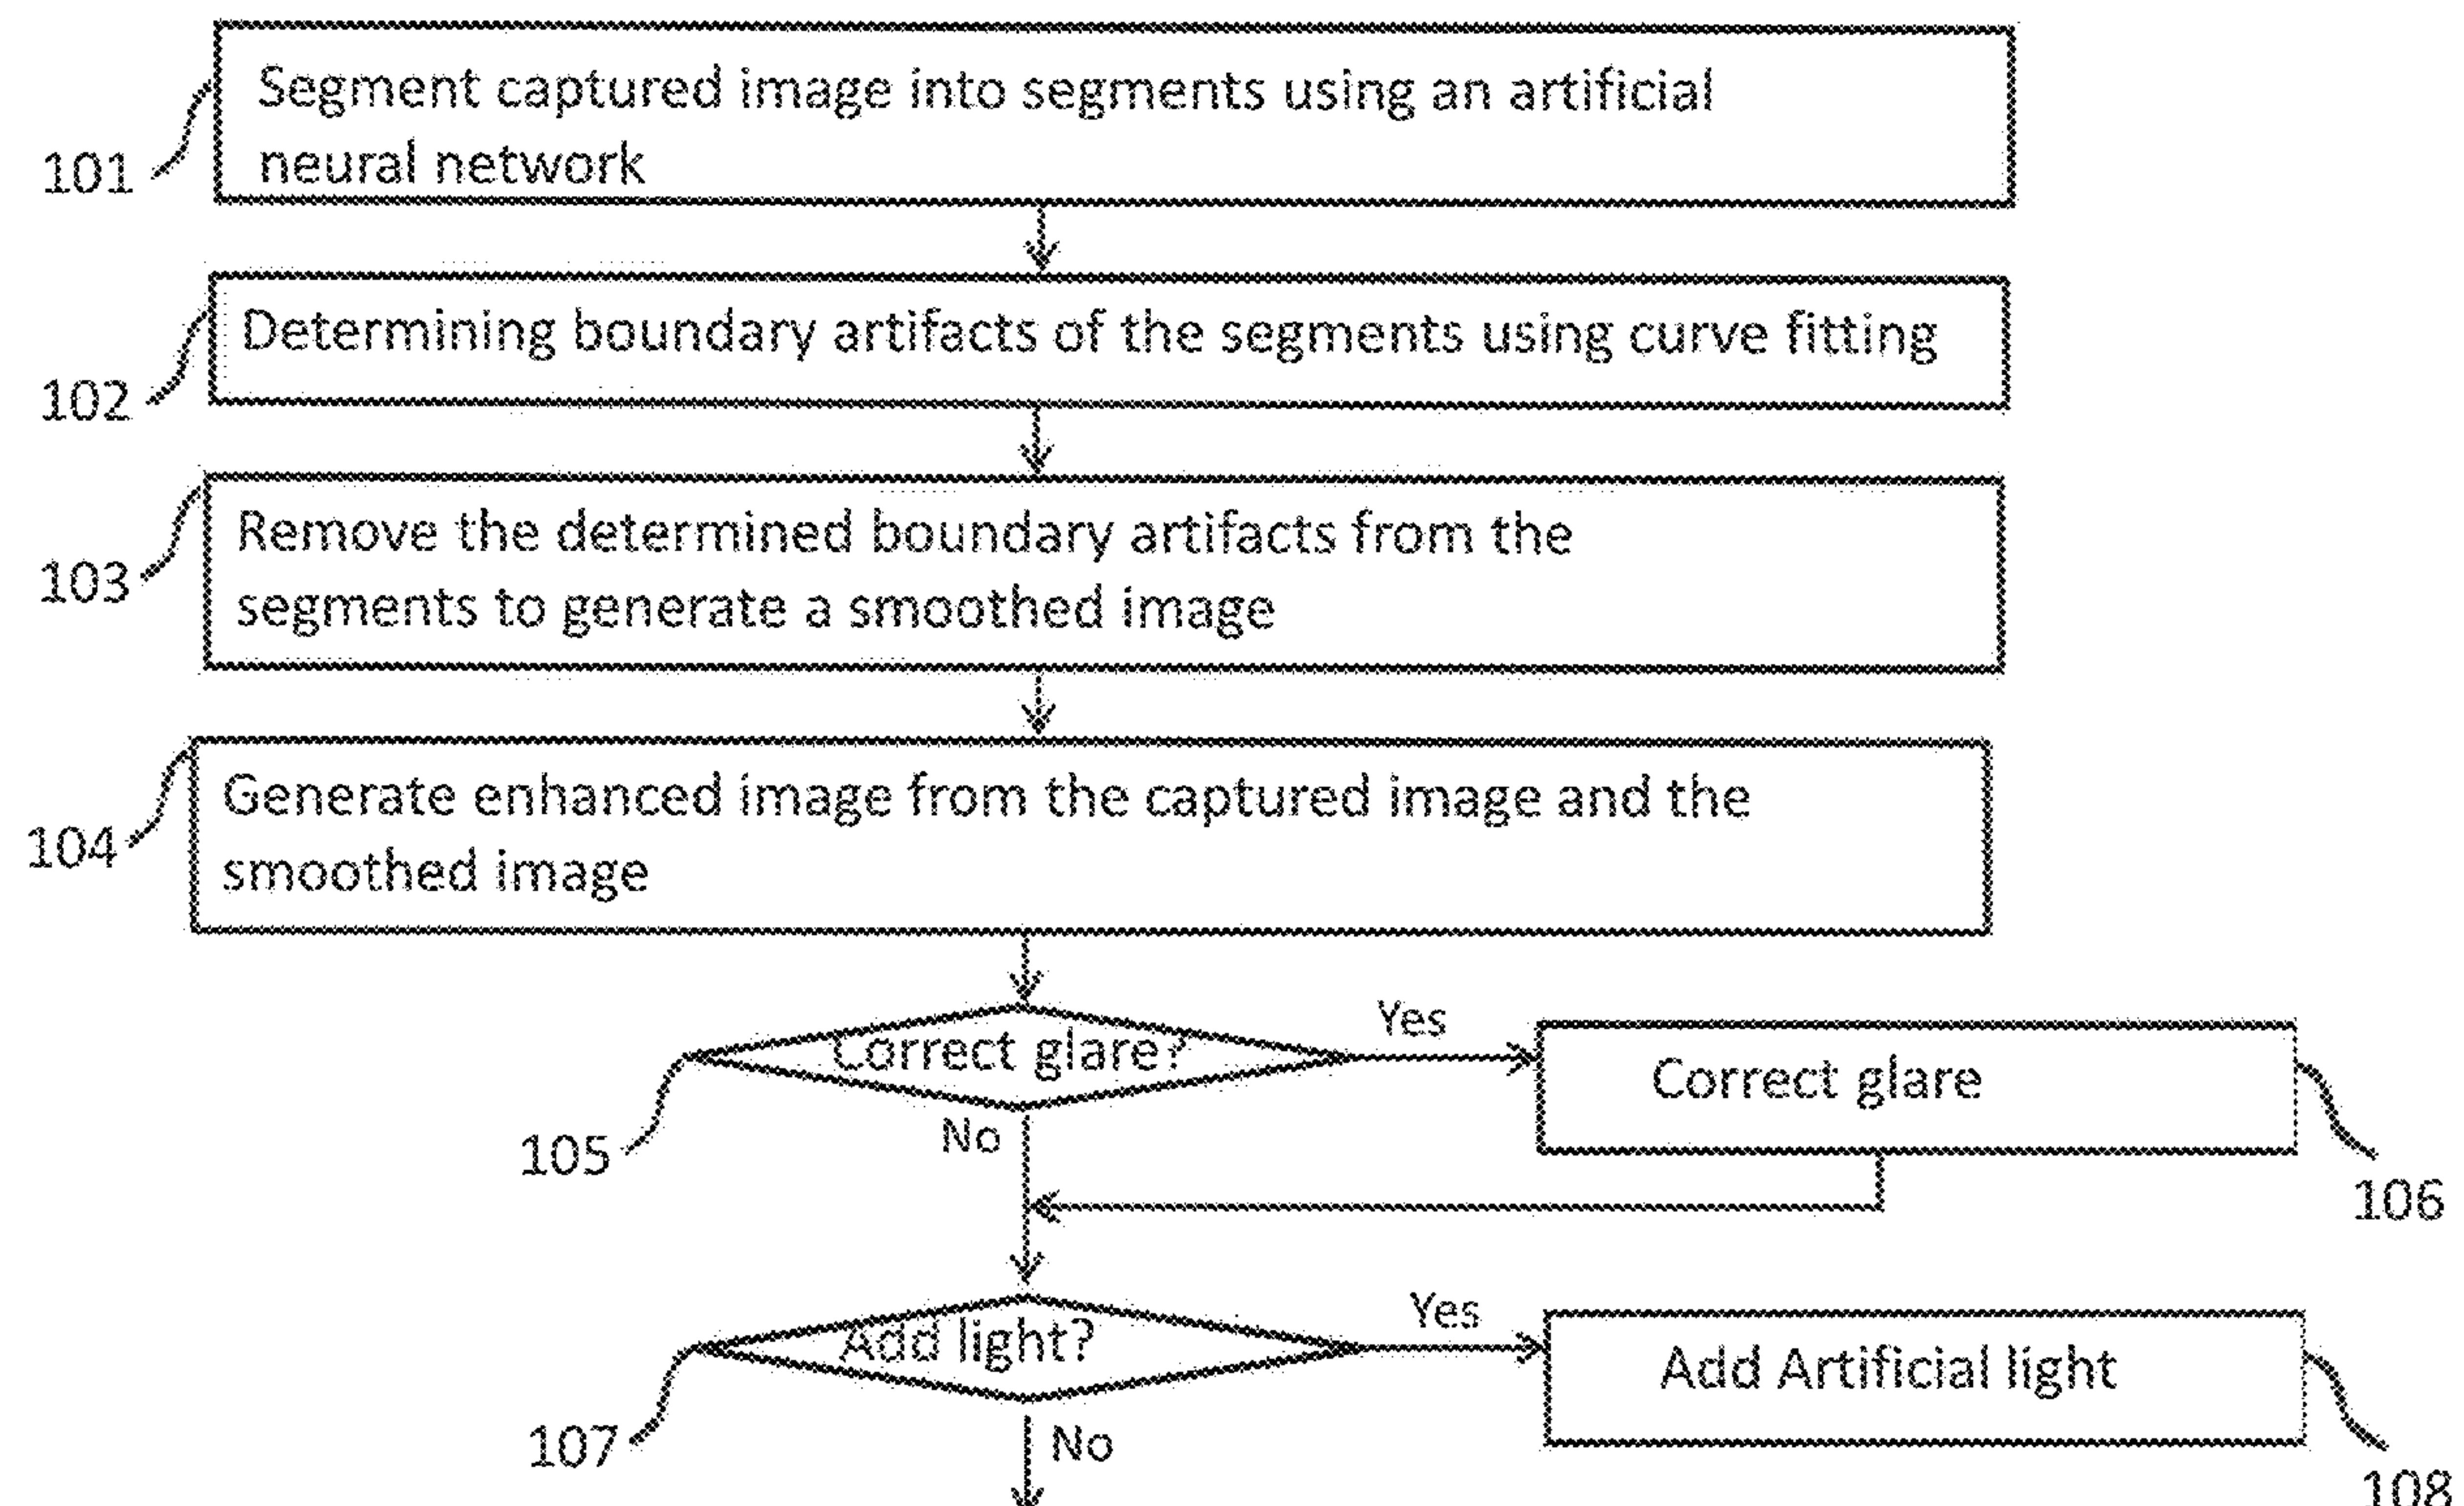 Segment captured image into segments using an artificial
neural network
101
Determining boundary artifacts of the segments using curve fitting
102
Remove the determined boundary artifacts from the
segments to generate a smoothed image
103
Generate enhanced image from the captured image and the
smoothed image
104
Correct glare?
Yes
Correct glare
No
105
106
Add light?
Yes
Add Artificial light
107
No
108